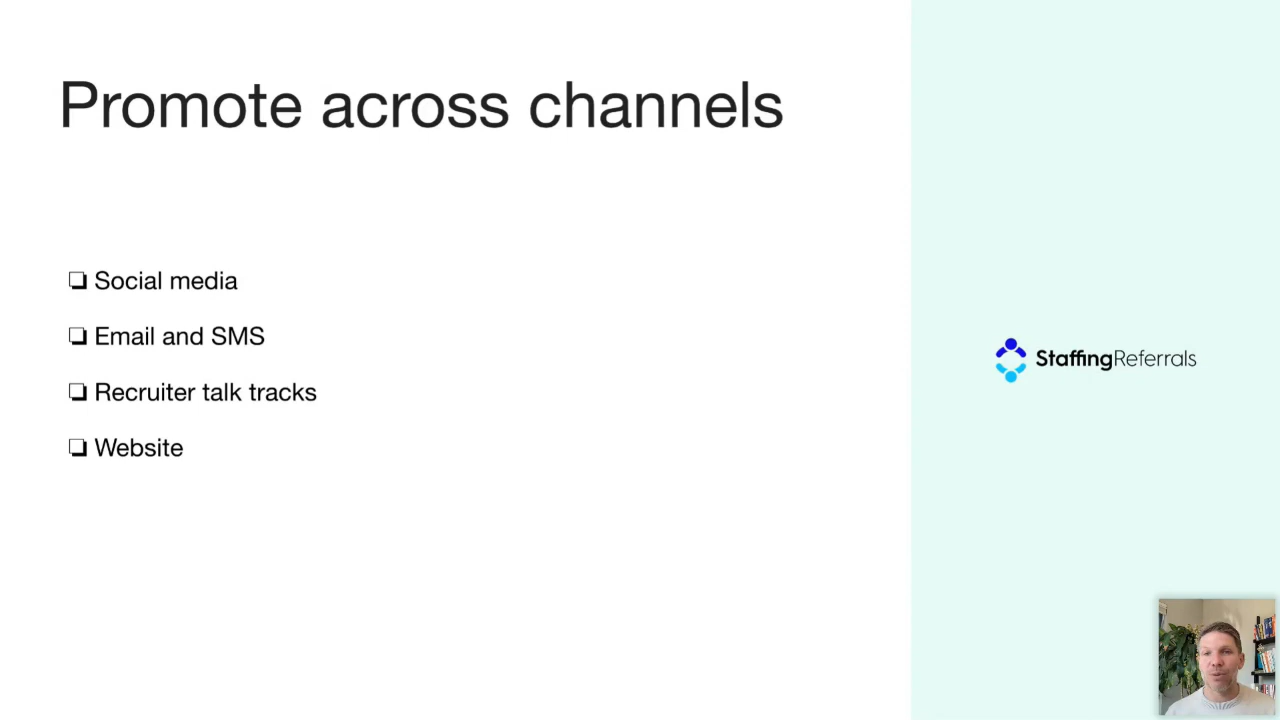 Promote across channels
❏ Social media
❏ Email and SMS
❏ Recruiter talk tracks
❏ Website
StaffingReferrals